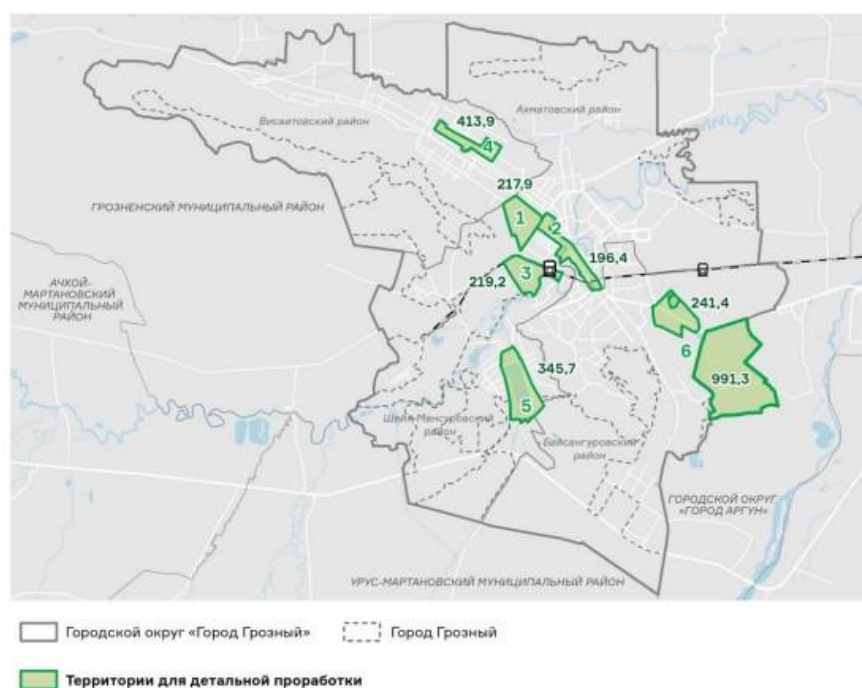 413,9
Ахматовский район
Висаитовский район
4
217,9
ГРОЗНЕНСКИЙ МУНИЦИПАЛЬНЫЙ РАЙОН
1
2
196,4
АЧХОЙ-
МАРТАНОВСКИЙ
МУНИЦИПАЛЬНЫЙ
РАЙОН
219,2
3
241,4
6
345,7
991,3
5
Шейх-Мансуровский
район
Байсангуровский
район
ГОРОДСКОЙ ОКРУГ
«ГОРОД АРГУН»
УРУС-МАРТАНОВСКИЙ МУНИЦИПАЛЬНЫЙ РАЙОН
Городской округ «Город Грозный»
Город Грозный
Территории для детальной проработки